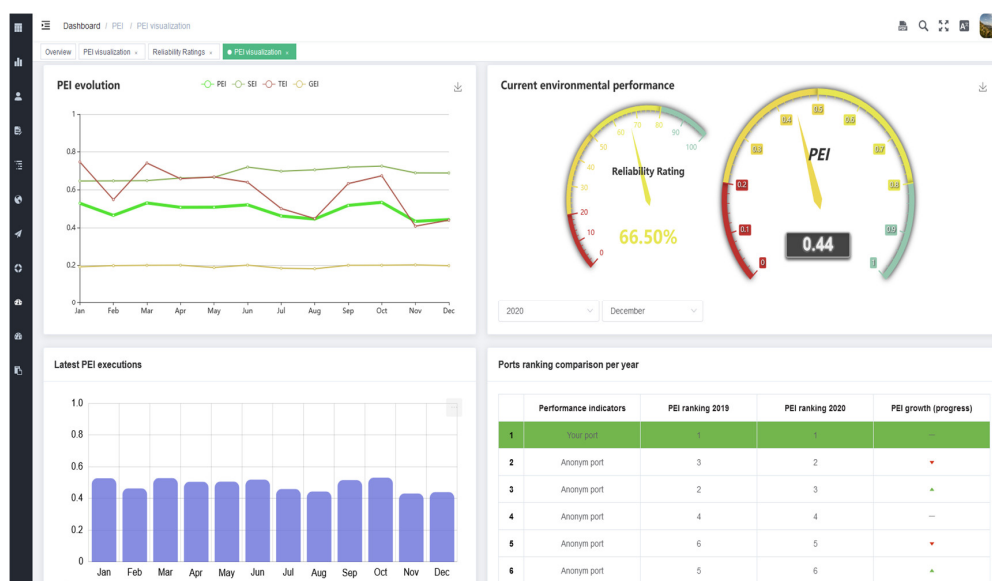 Dashboard / PEI / PEI visualization
Overview PEI visualization × Reliability Ratings × PEI visualization ×
PEI evolution
PEI SEI TEI GEI
1
0.8
0.6
0.4
0.2
0
Jan Feb Mar Apr May Jun Jul Aug Sep Oct Nov Dec
Current environmental performance
0 10 20 30 40 50 60 70 80 90 100
Reliability Rating
66.50%
0 0.1 0.2 0.3 0.4 0.5 0.6 0.7 0.8 0.9 1
PEI
0.44
2020 December
Latest PEI executions
1.0
0.8
0.6
0.4
0.2
0
Jan Feb Mar Apr May Jun Jul Aug Sep Oct Nov Dec
Ports ranking comparison per year
Performance indicators PEI ranking 2019 PEI ranking 2020 PEI growth (progress)
1 Your port 1 1 —
2 Anonym port 3 2
3 Anonym port 2 3
4 Anonym port 4 4 —
5 Anonym port 6 5
6 Anonym port 5 6